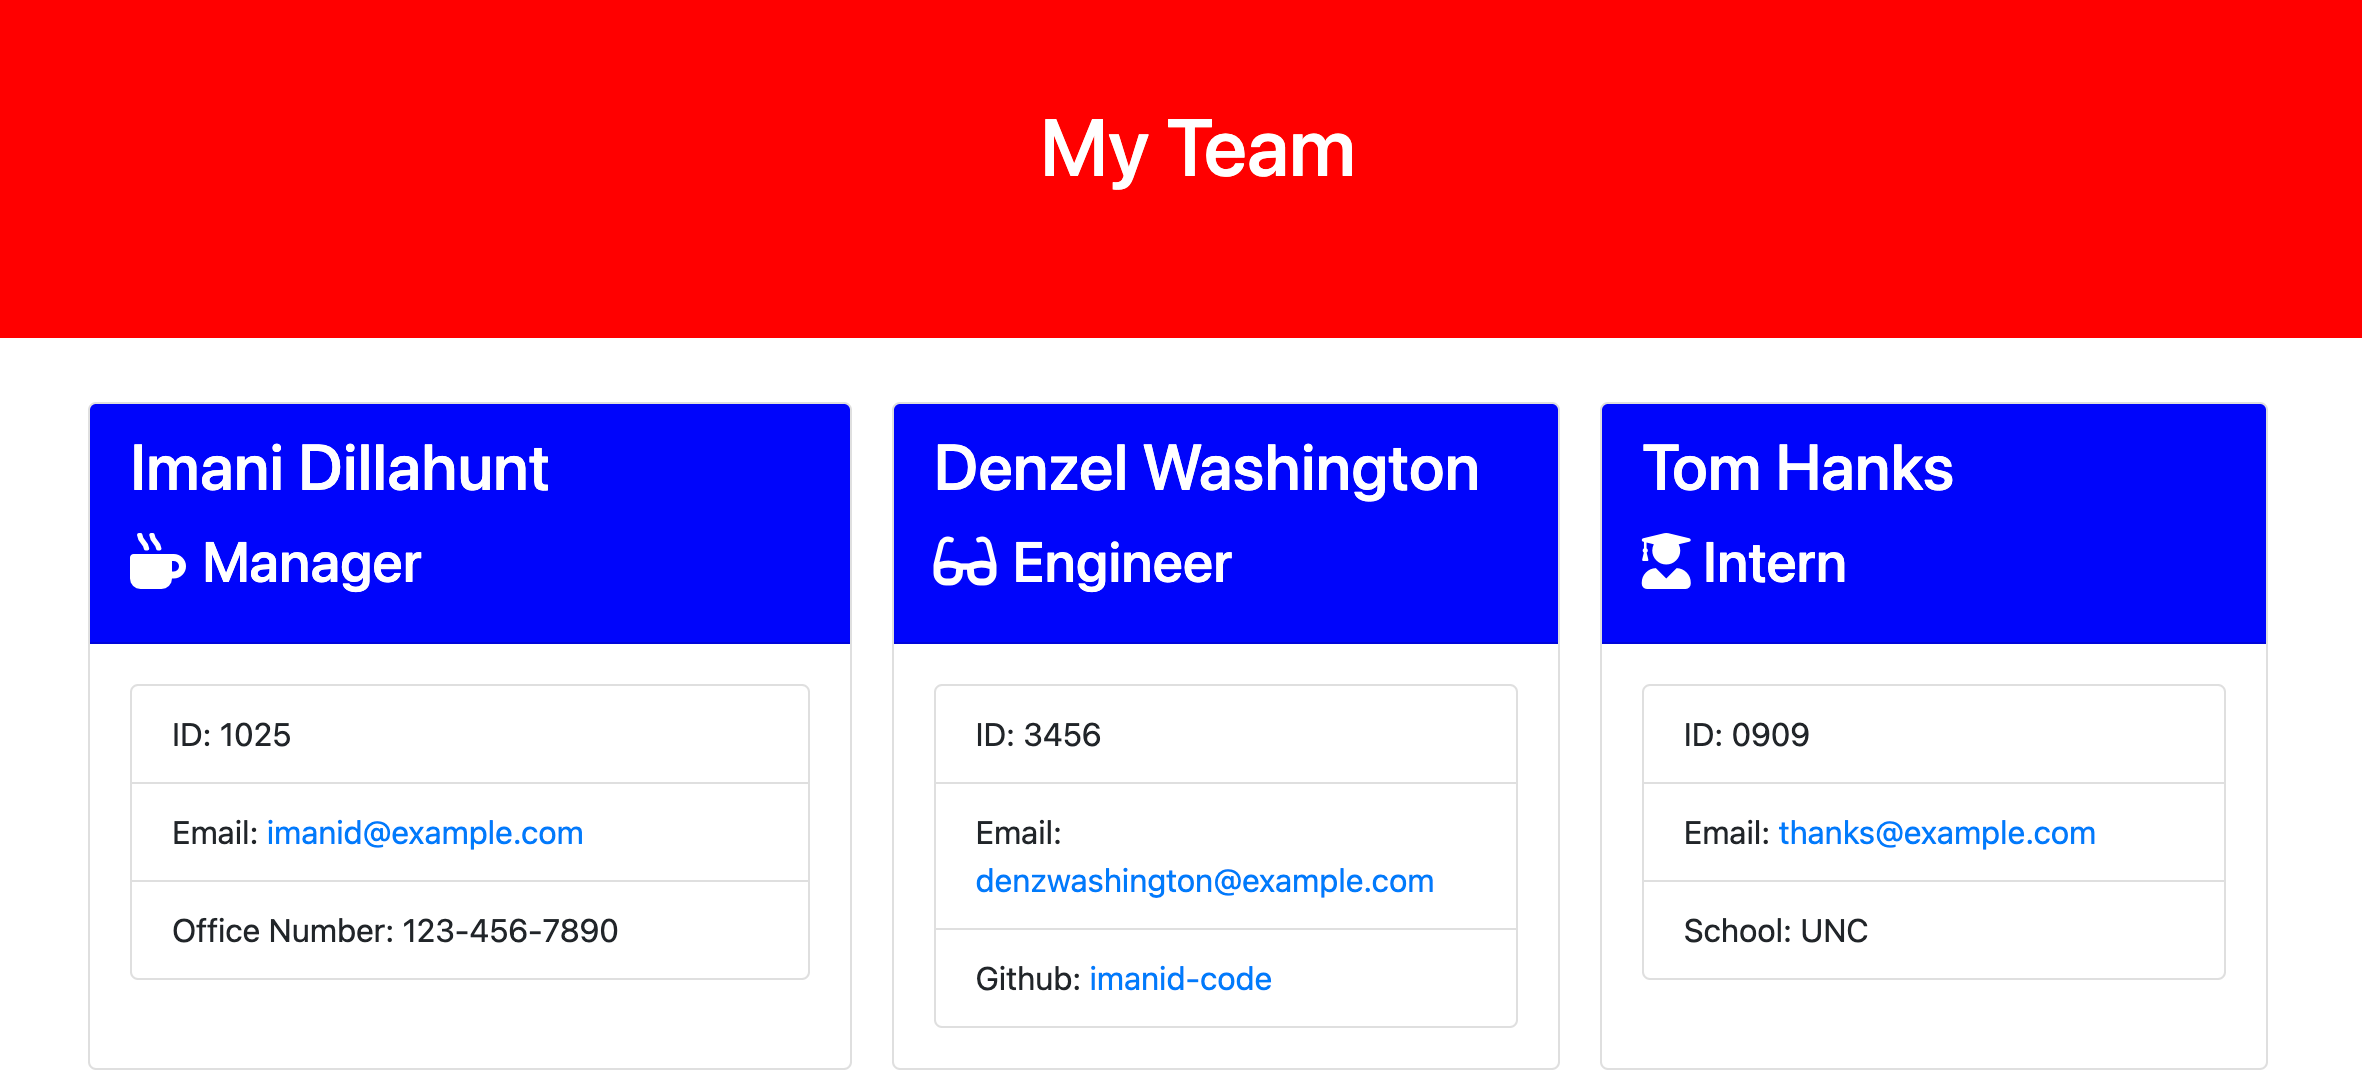 My Team
Imani Dillahunt
Manager
ID: 1025
Email: imanid@example.com
Office Number: 123-456-7890
Denzel Washington
Engineer
ID: 3456
Email:
denzwashington@example.com
Github: imanid-code
Tom Hanks
Intern
ID: 0909
Email: thanks@example.com
School: UNC